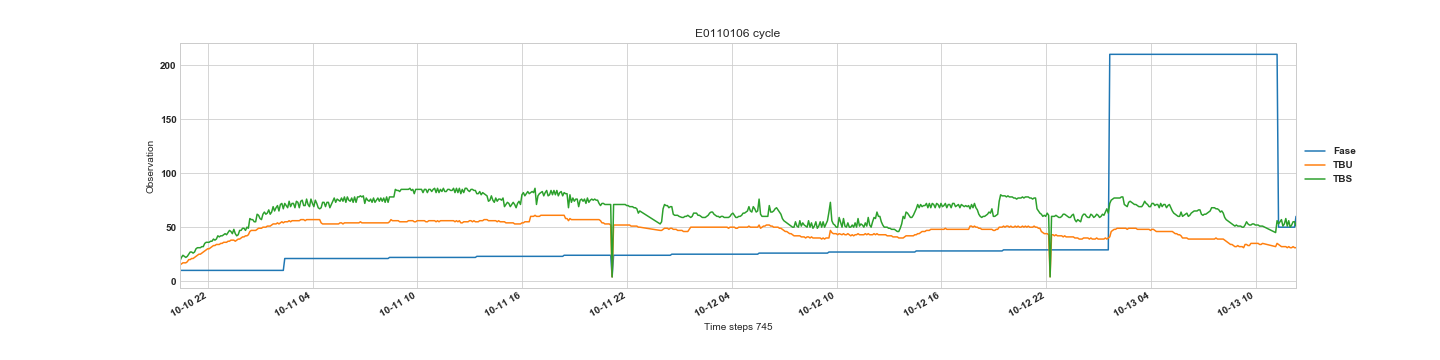 E0110106 cycle
Observation
200
150
100
50
0
10-10 22
10-11 04
10-11 10
10-11 16
10-11 22
10-12 04
10-12 10
10-12 16
10-12 22
10-13 04
10-13 10
Time steps 745
Fase
TBU
TBS